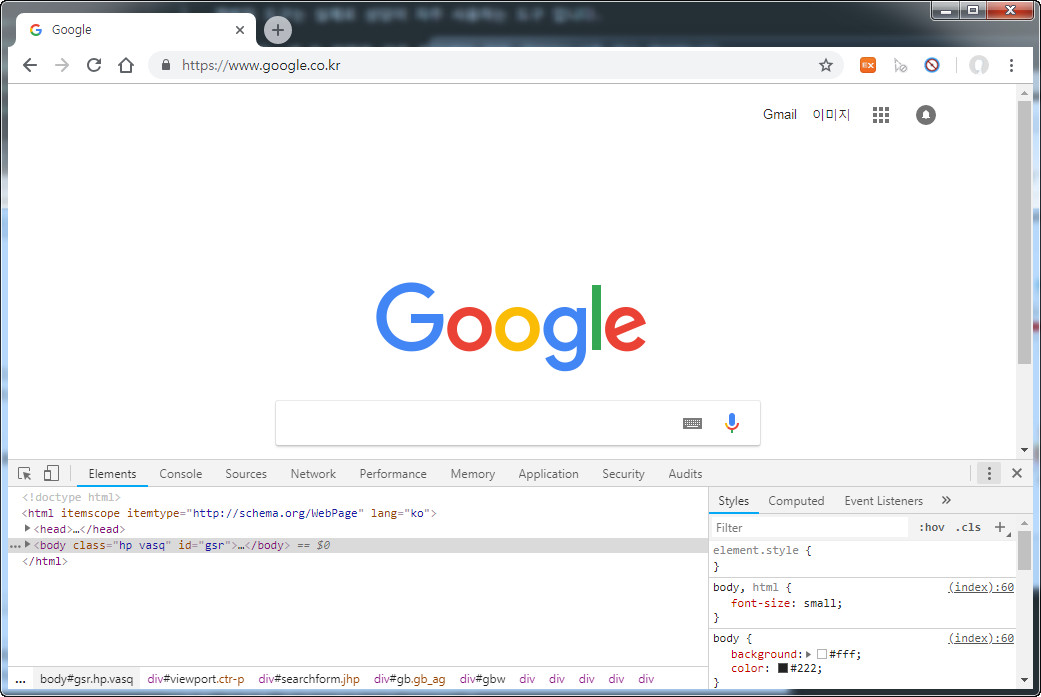 Google
https://www.google.co.kr
EX
Gmail 이미지
Google
Elements Console Sources Network Performance Memory Application Security Audits
<!doctype html>
<html itemscope itemtype="http://schema.org/WebPage" lang="ko">
<head>…</head>
<body class="hp vasq" id="gsr">…</body> == $0
</html>
... body#gsr.hp.vasq div#viewport.ctr-p div#searchform.jhp div#gb.gb_ag div#gbw div div div div div
Styles Computed Event Listeners »
Filter :hov .cls +
element.style {
}
body, html { (index):60
font-size: small;
}
body { (index):60
background: #fff;
color: #222;
}